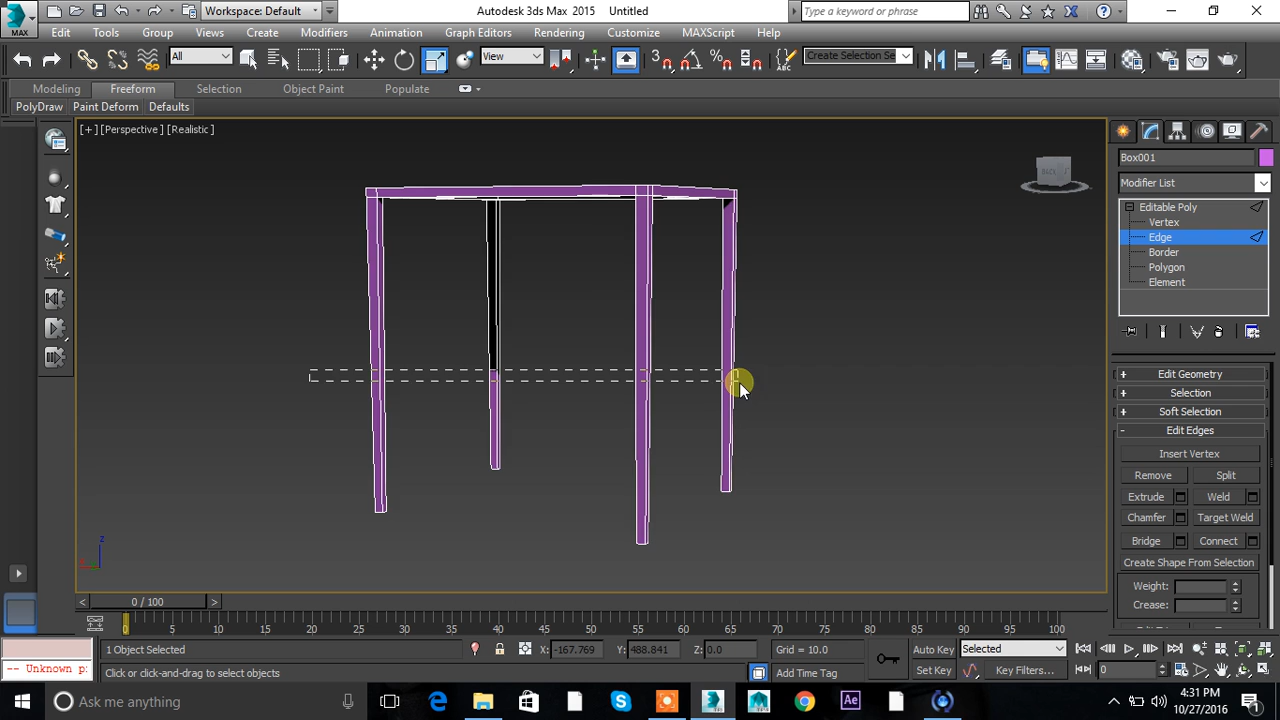 Workspace: Default
Autodesk 3ds Max 2015 Untitled
Type a keyword or phrase
MAX
Edit Tools Group Views Create Modifiers Animation Graph Editors Rendering Customize MAXScript Help
All
View
3
Create Selection Se
Modeling Freeform Selection Object Paint Populate
PolyDraw Paint Deform Defaults
[+] [Perspective ] [Realistic ]
BACK
Box001
Modifier List
Editable Poly
Vertex
Edge
Border
Polygon
Element
+ Edit Geometry
+ Selection
+ Soft Selection
- Edit Edges
Insert Vertex
Remove Split
Extrude Weld
Chamfer Target Weld
Bridge Connect
Create Shape From Selection
Weight:
Crease:
z
< 0 / 100 >
0 5 10 15 20 25 30 35 40 45 50 55 60 65 70 75 80 85 90 95 100
1 Object Selected X: -167.769 Y: 488.841 Z: 0.0 Grid = 10.0 Auto Key Selected
-- Unknown p: Click or click-and-drag to select objects Add Time Tag Set Key Key Filters... 0
Ask me anything
Ae
4:31 PM
10/27/2016